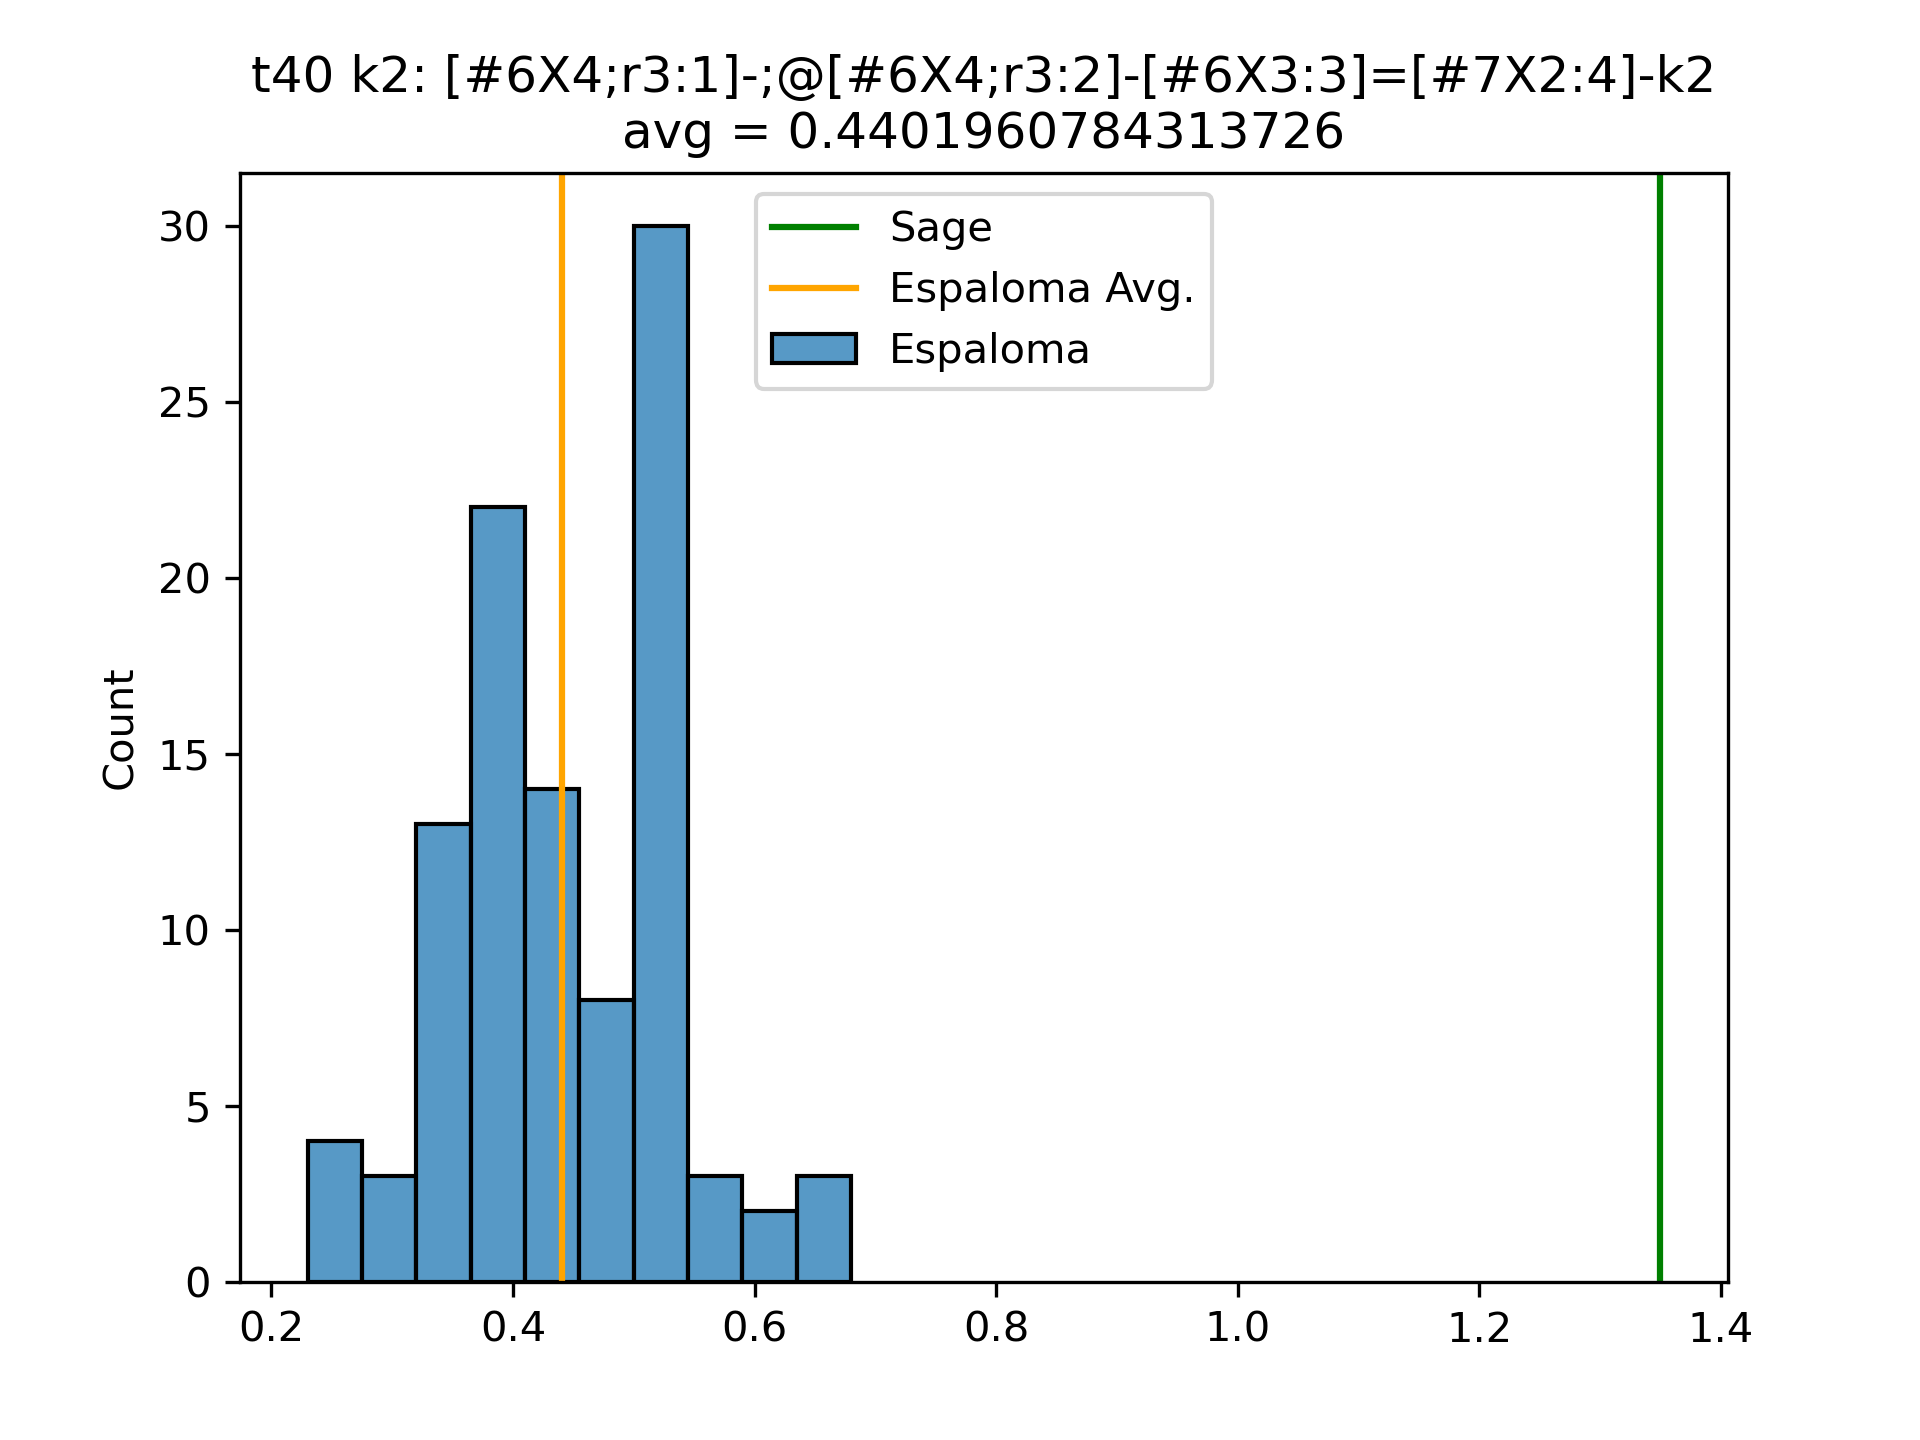 t40 k2: [#6X4;r3:1]-;@[#6X4;r3:2]-[#6X3:3]=[#7X2:4]-k2
avg = 0.4401960784313726
Sage
Espaloma Avg.
Espaloma
Count
30
25
20
15
10
5
0
0.2 0.4 0.6 0.8 1.0 1.2 1.4